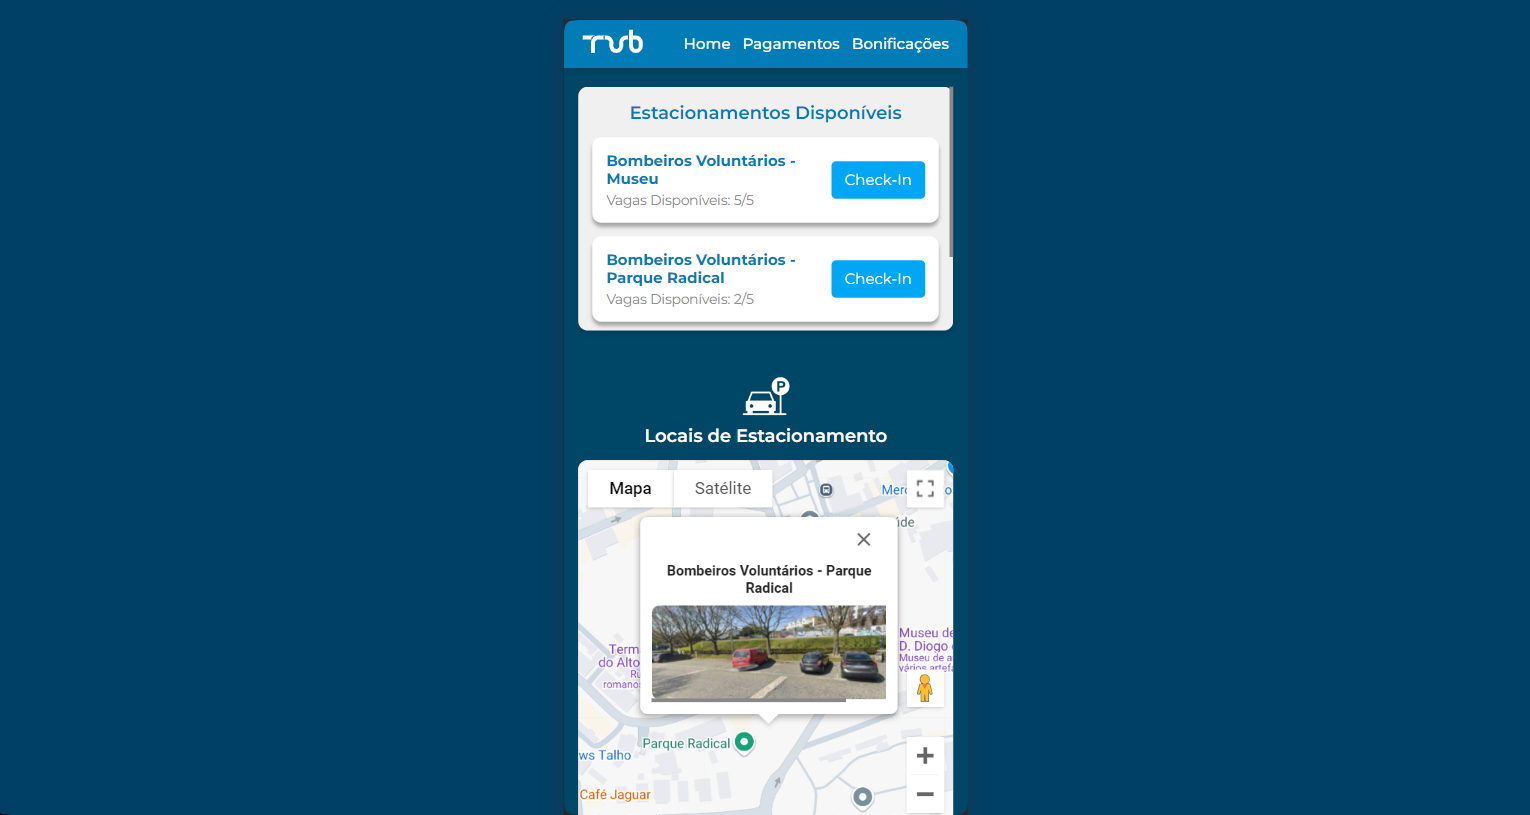 TUB
Home Pagamentos Bonificações
Estacionamentos Disponíveis
Bombeiros Voluntários -
Museu
Vagas Disponíveis: 5/5
Check-In
Bombeiros Voluntários -
Parque Radical
Vagas Disponíveis: 2/5
Check-In
P
Locais de Estacionamento
Mapa
Satélite
Bombeiros Voluntários - Parque
Radical
Museu de
D. Diogo
Museu de a
vários artefa
Term
do Alto
Ru
romano
Parque Radical
ws Talho
Café Jaguar